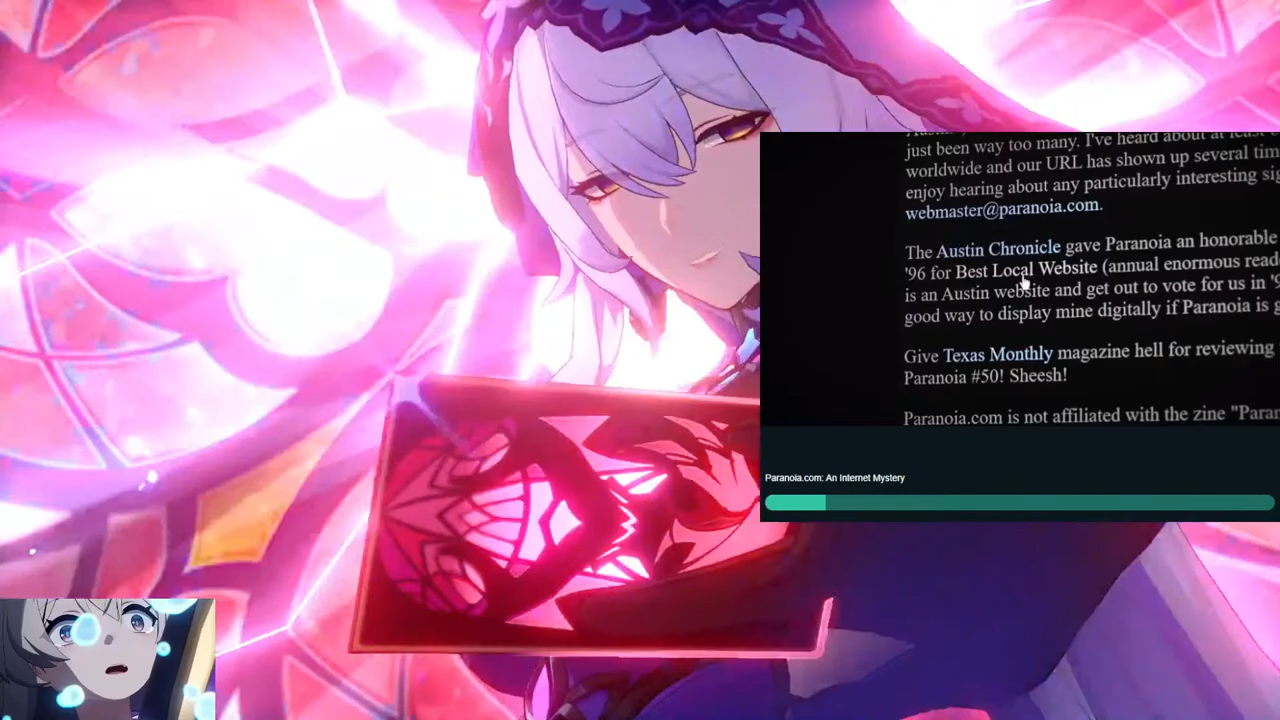 just been way too many. I've heard about at least
worldwide and our URL has shown up several tim
enjoy hearing about any particularly interesting sig
webmaster@paranoia.com.
The Austin Chronicle gave Paranoia an honorable
'96 for Best Local Website (annual enormous reade
is an Austin website and get out to vote for us in '9
good way to display mine digitally if Paranoia is g
Give Texas Monthly magazine hell for reviewing
Paranoia #50! Sheesh!
Paranoia.com is not affiliated with the zine "Paran
Paranoia.com: An Internet Mystery